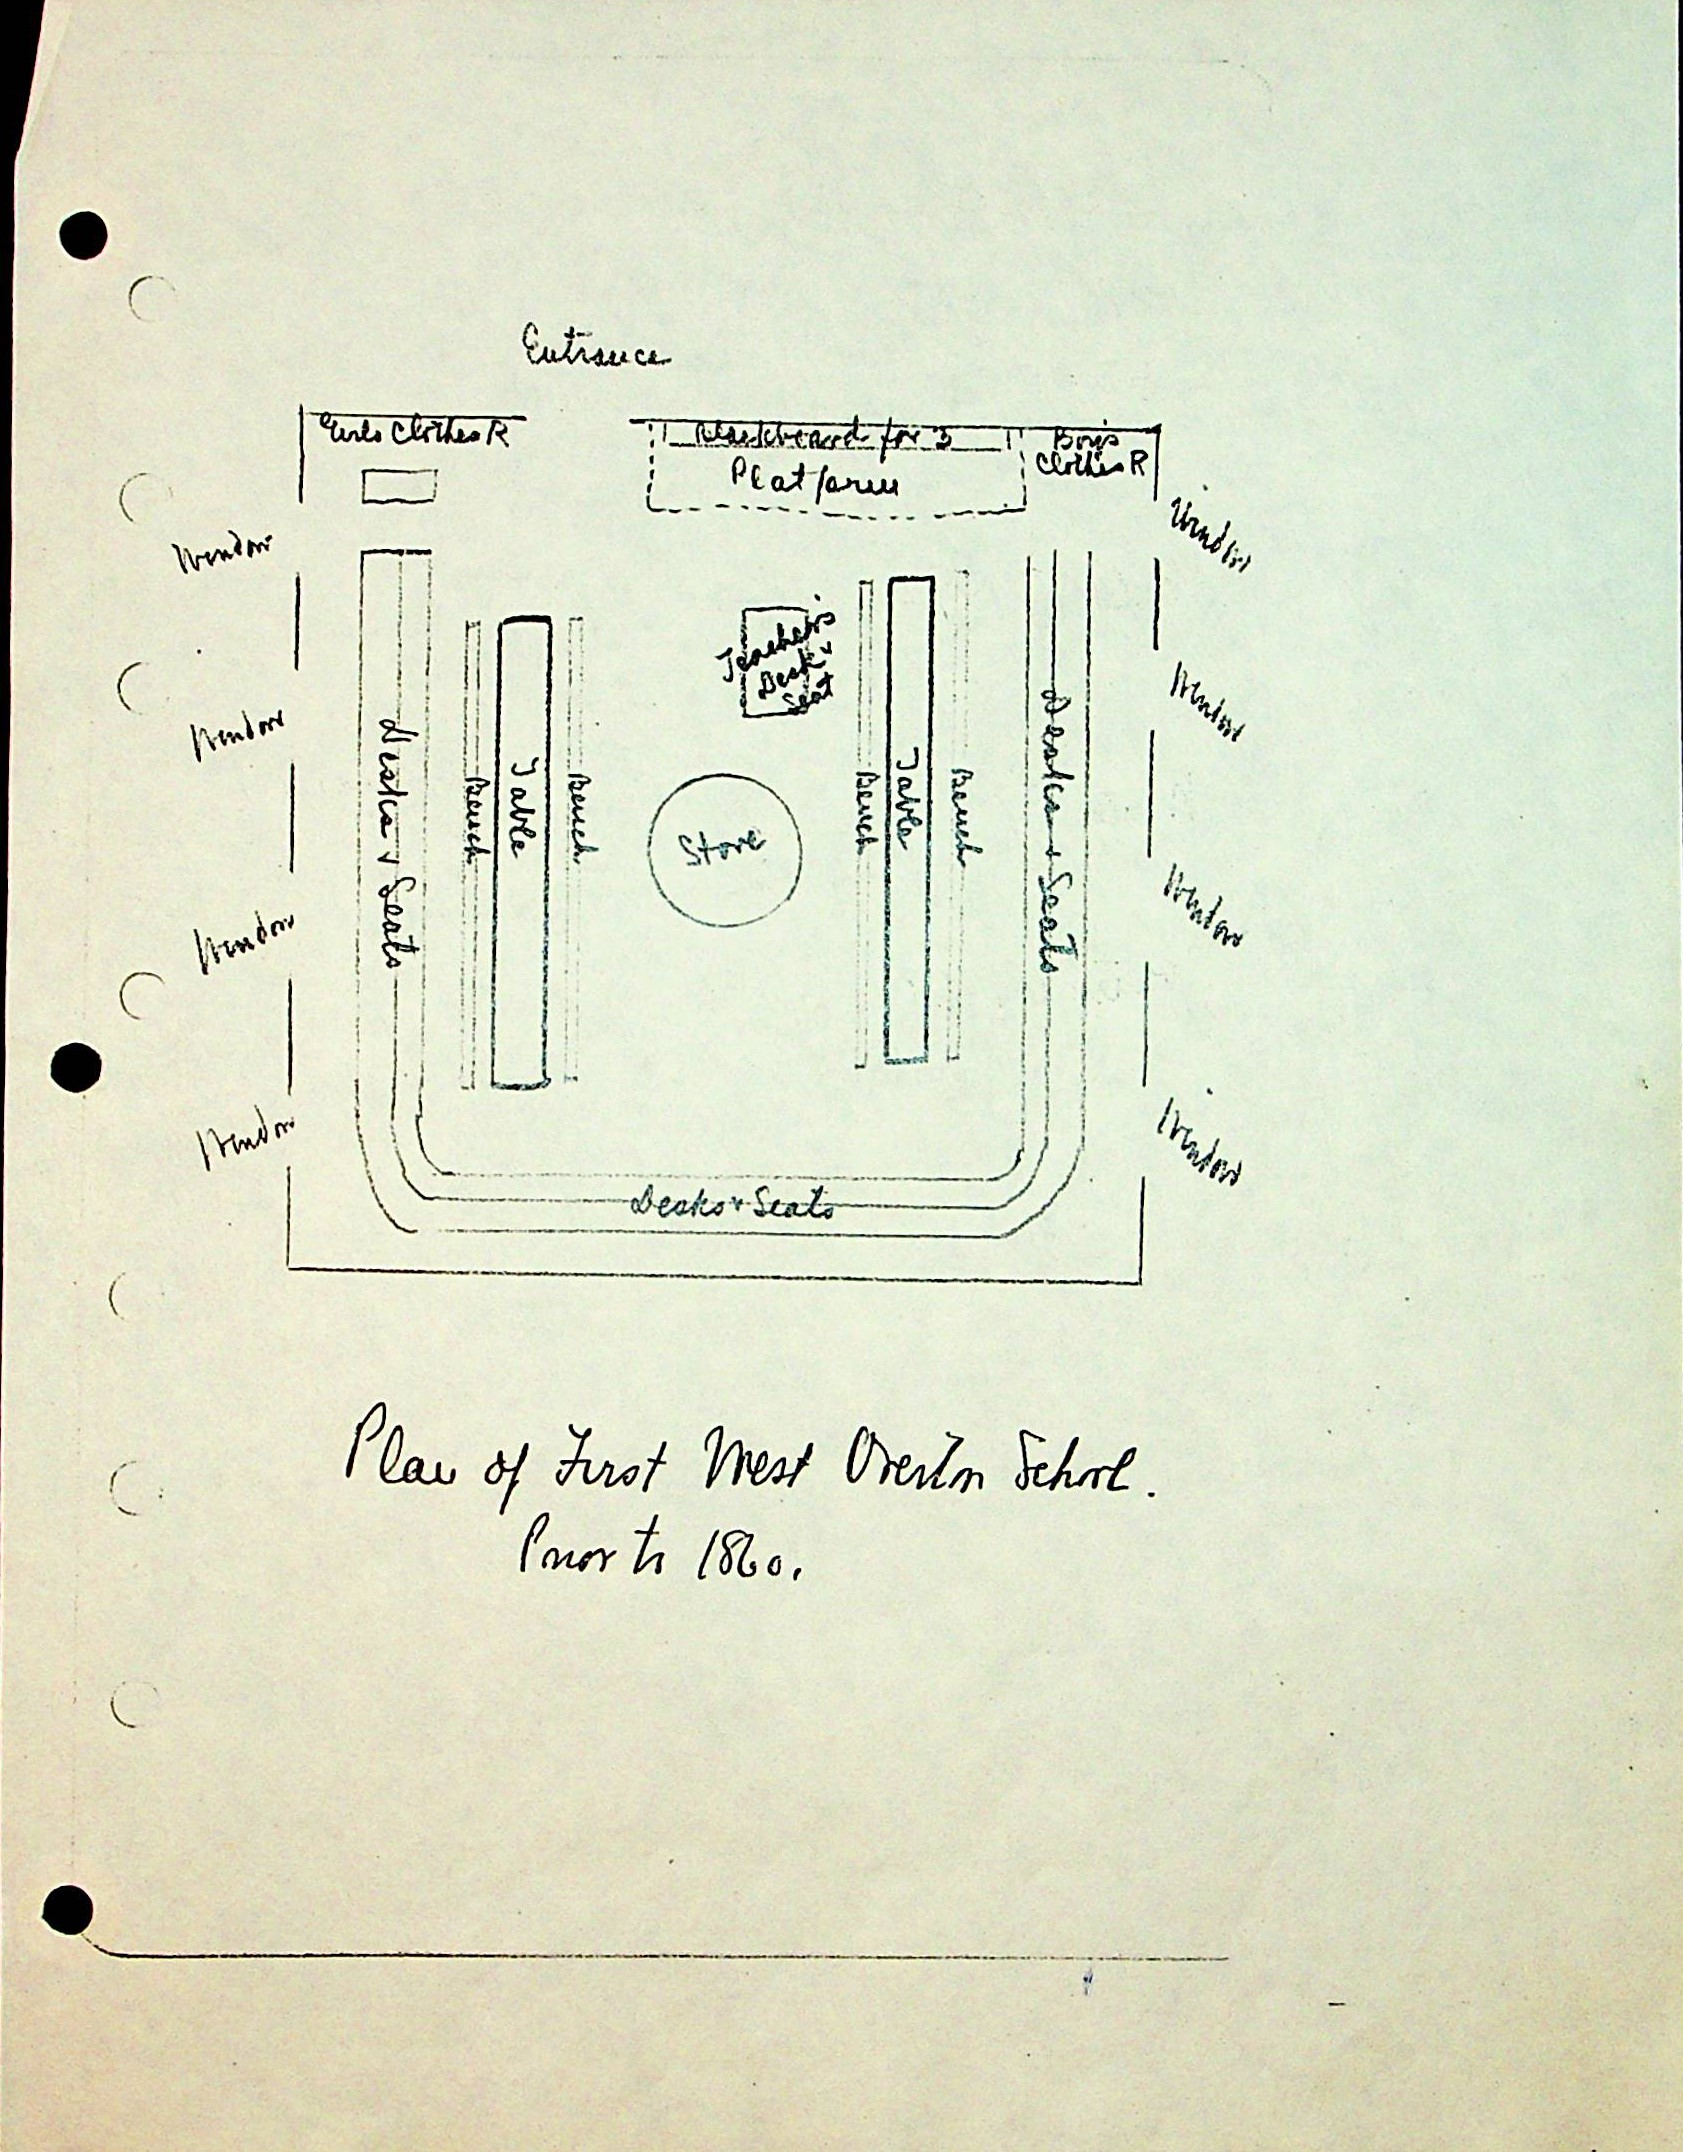 Entrance
Girls Clothes R
Blackboard for 3
Boy's
Clothes R
Platform
Window
Window
Teacher's
Desk &
Seat
Window
Window
Desks & Seats
Bench
Table
Bench
Stove
Bench
Table
Bench
Desks & Seats
Window
Window
Window
Window
Desks & Seats
Plan of First West Overton School.
Prior to 1860.